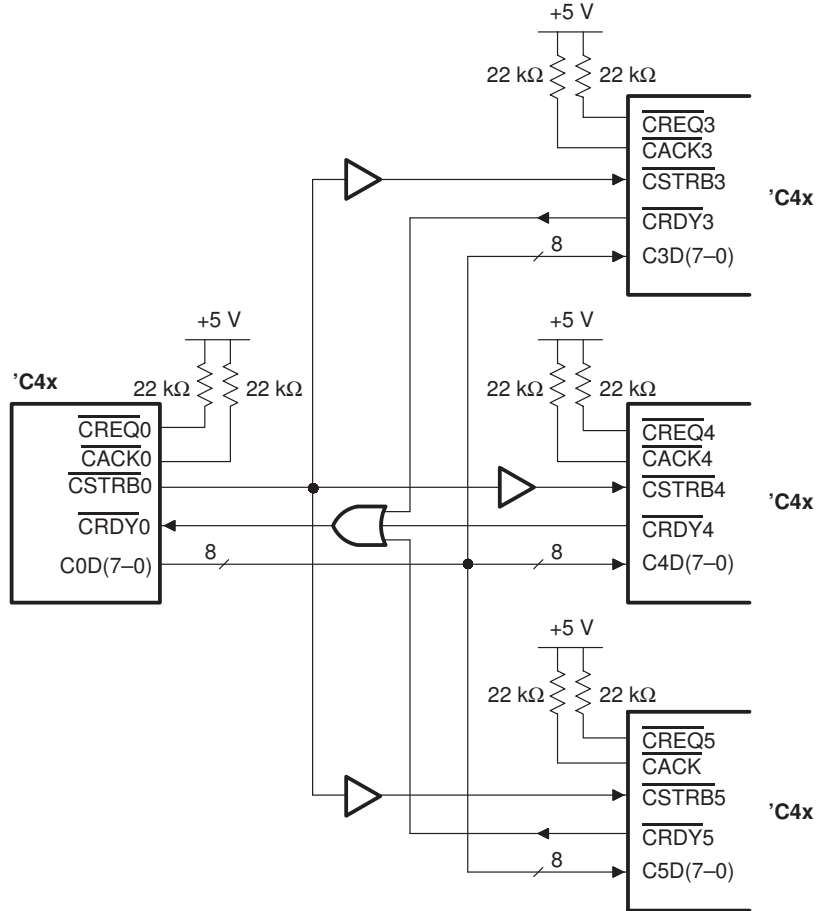 +5 V
22 kΩ 22 kΩ
CREQ3
CACK3
CSTRB3
CRDY3
8
C3D(7–0)
'C4x
+5 V
22 kΩ 22 kΩ
'C4x
CREQ0
CACK0
CSTRB0
CRDY0
C0D(7–0)
8
+5 V
22 kΩ 22 kΩ
CREQ4
CACK4
CSTRB4
CRDY4
8
C4D(7–0)
'C4x
+5 V
22 kΩ 22 kΩ
CREQ5
CACK
CSTRB5
CRDY5
8
C5D(7–0)
'C4x